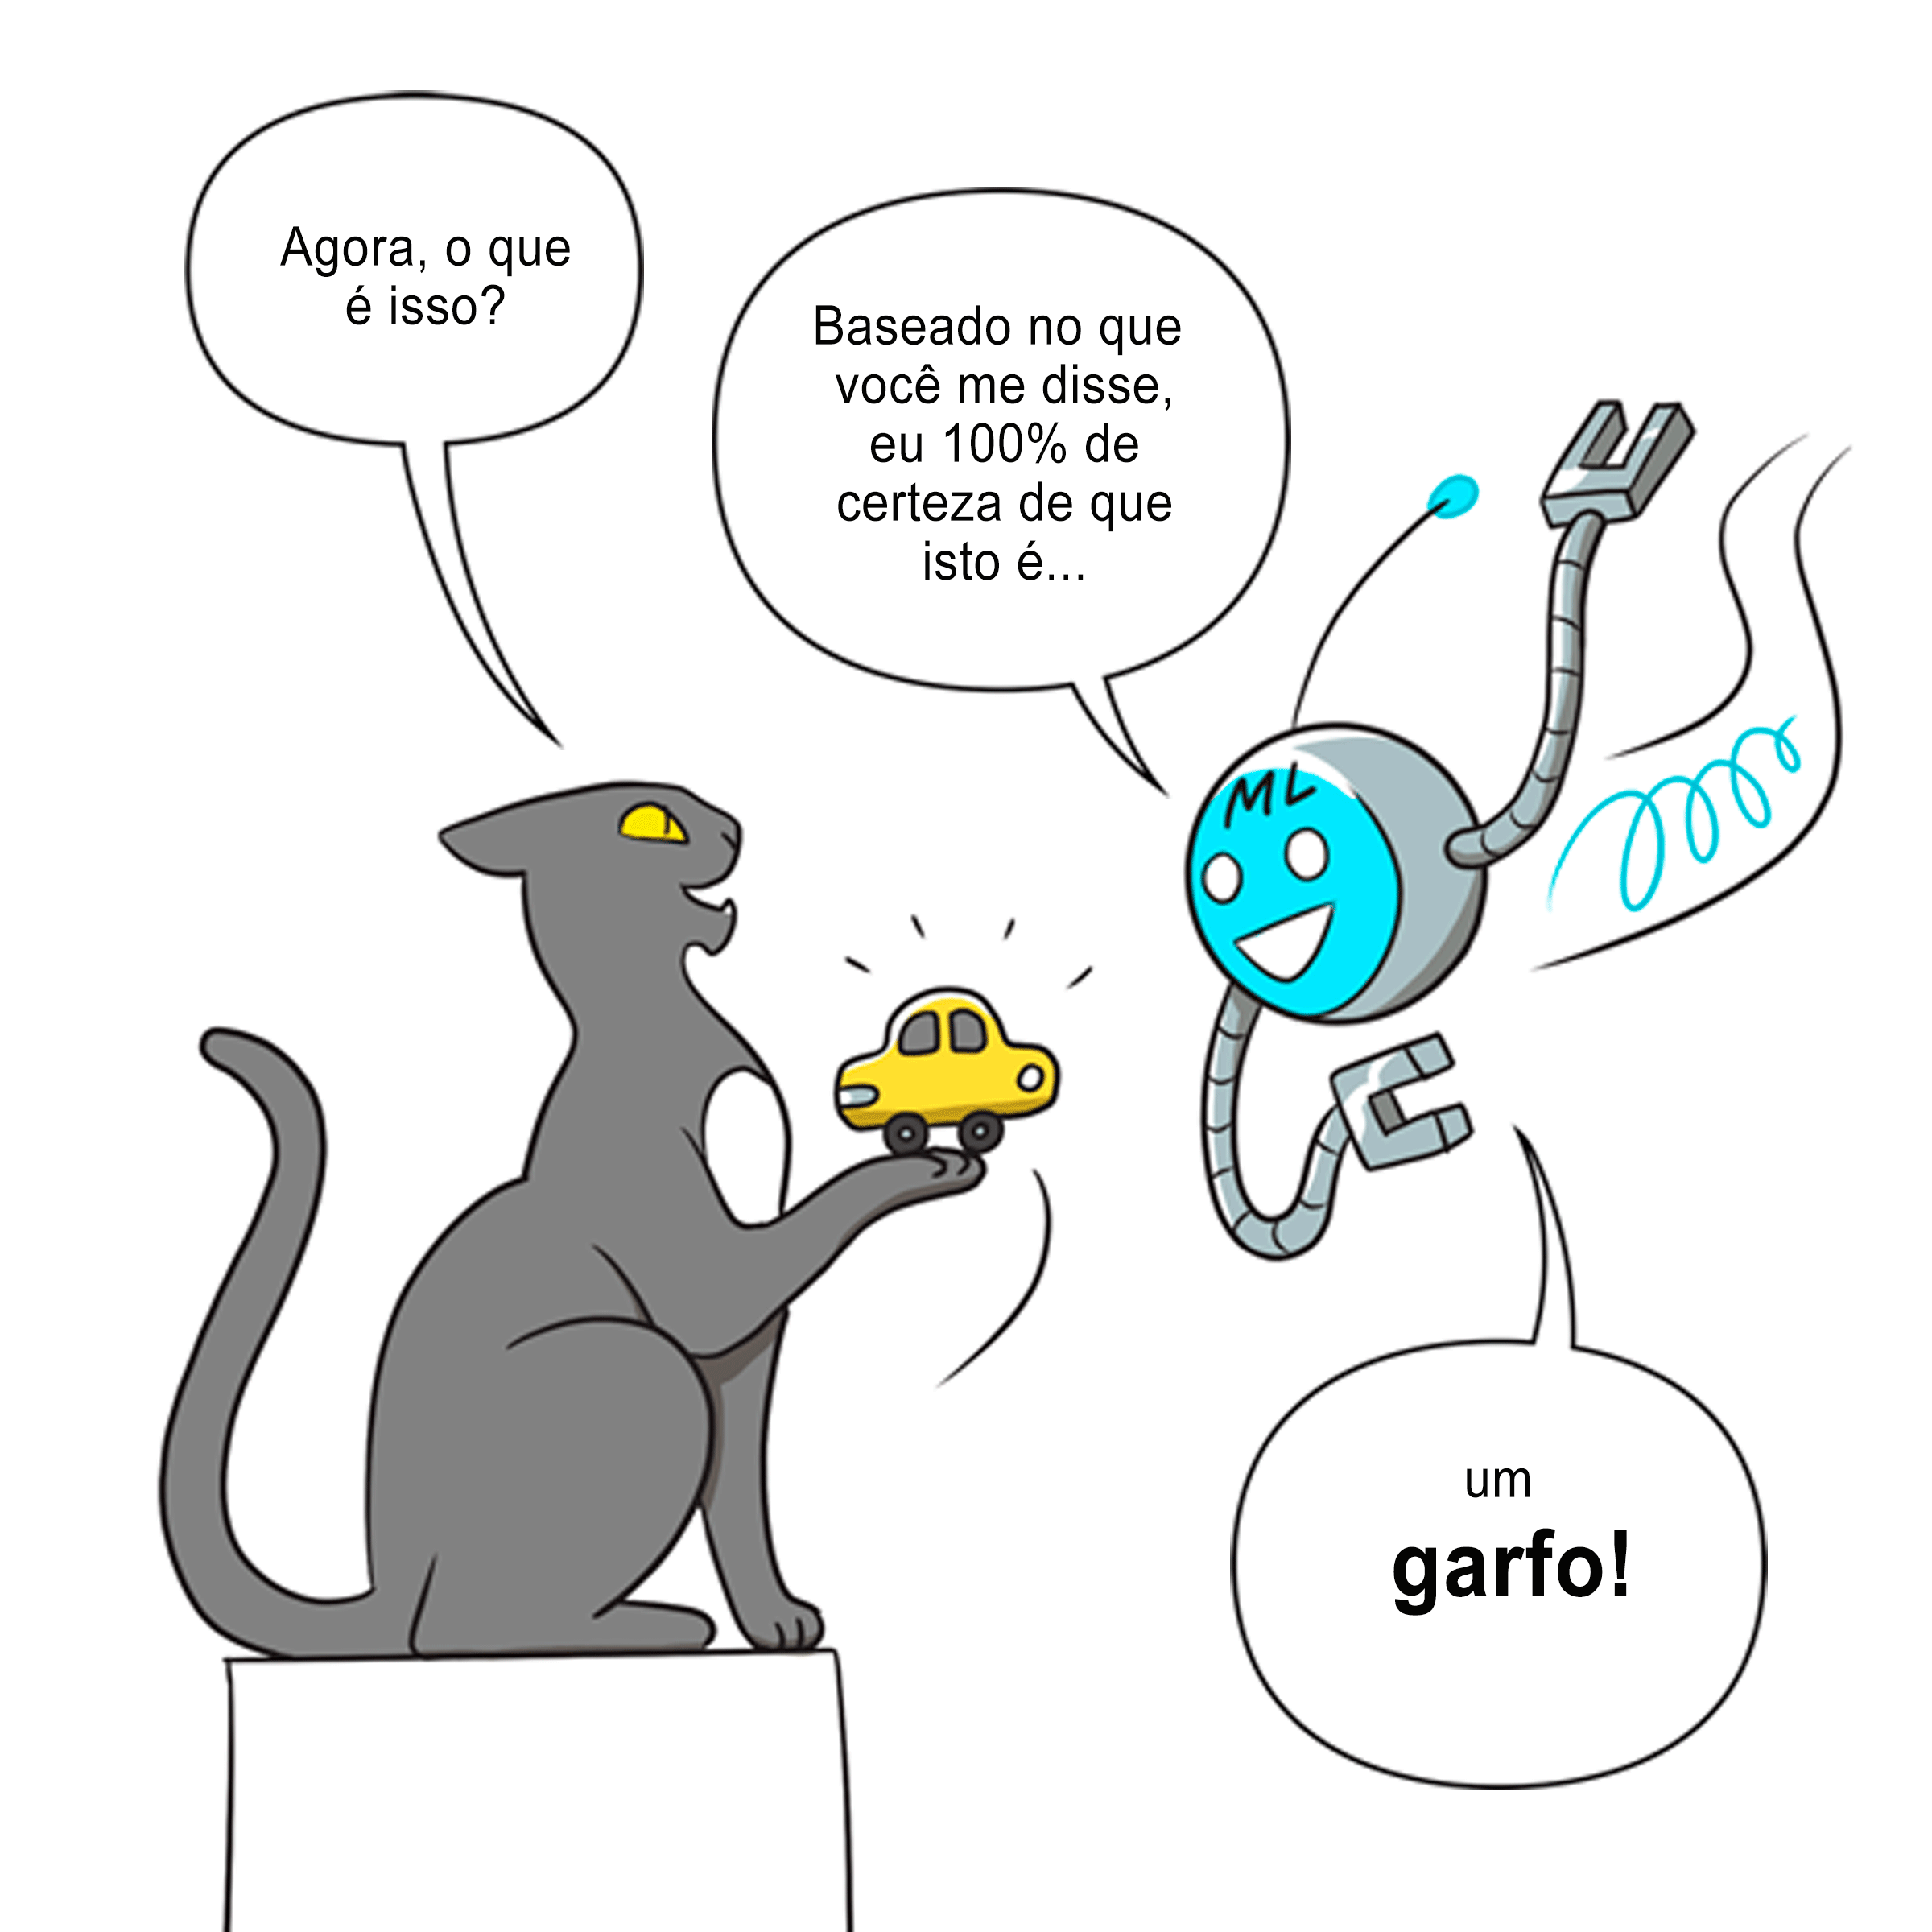 Agora, o que
é isso?
Baseado no que
você me disse,
eu 100% de
certeza de que
isto é...
ML
um
garfo!